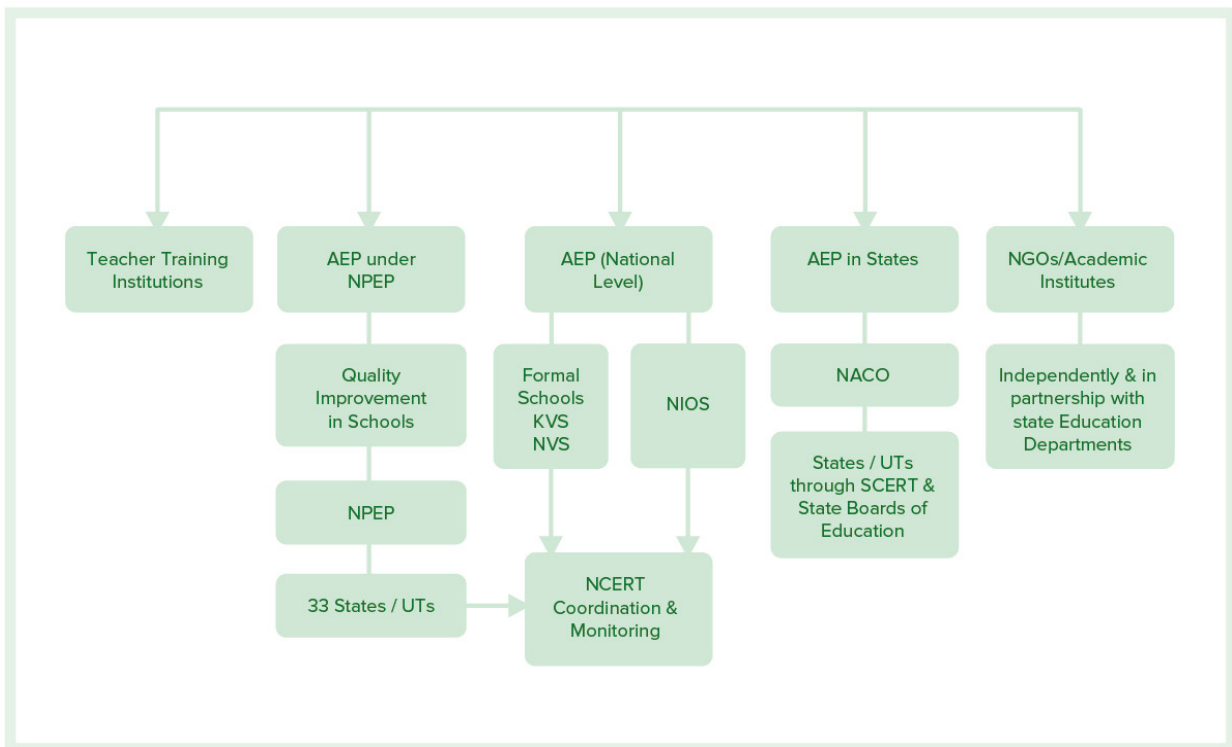 Teacher Training
Institutions
AEP under
NPEP
AEP (National
Level)
AEP in States
NGOs/Academic
Institutes
Quality
Improvement
in Schools
Formal
Schools
KVS
NVS
NIOS
NACO
Independently & in
partnership with
state Education
Departments
NPEP
States / UTs
through SCERT &
State Boards of
Education
33 States / UTs
NCERT
Coordination &
Monitoring